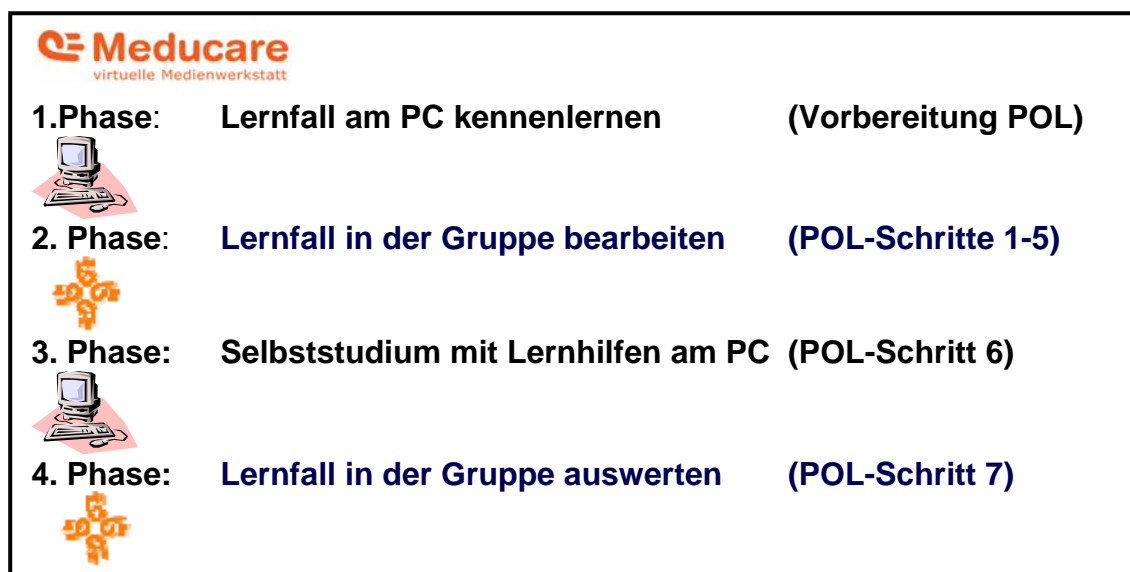 Meducare
virtuelle Medienwerkstatt
1.Phase: Lernfall am PC kennenlernen (Vorbereitung POL)
2. Phase: Lernfall in der Gruppe bearbeiten (POL-Schritte 1-5)
3. Phase: Selbststudium mit Lernhilfen am PC (POL-Schritt 6)
4. Phase: Lernfall in der Gruppe auswerten (POL-Schritt 7)